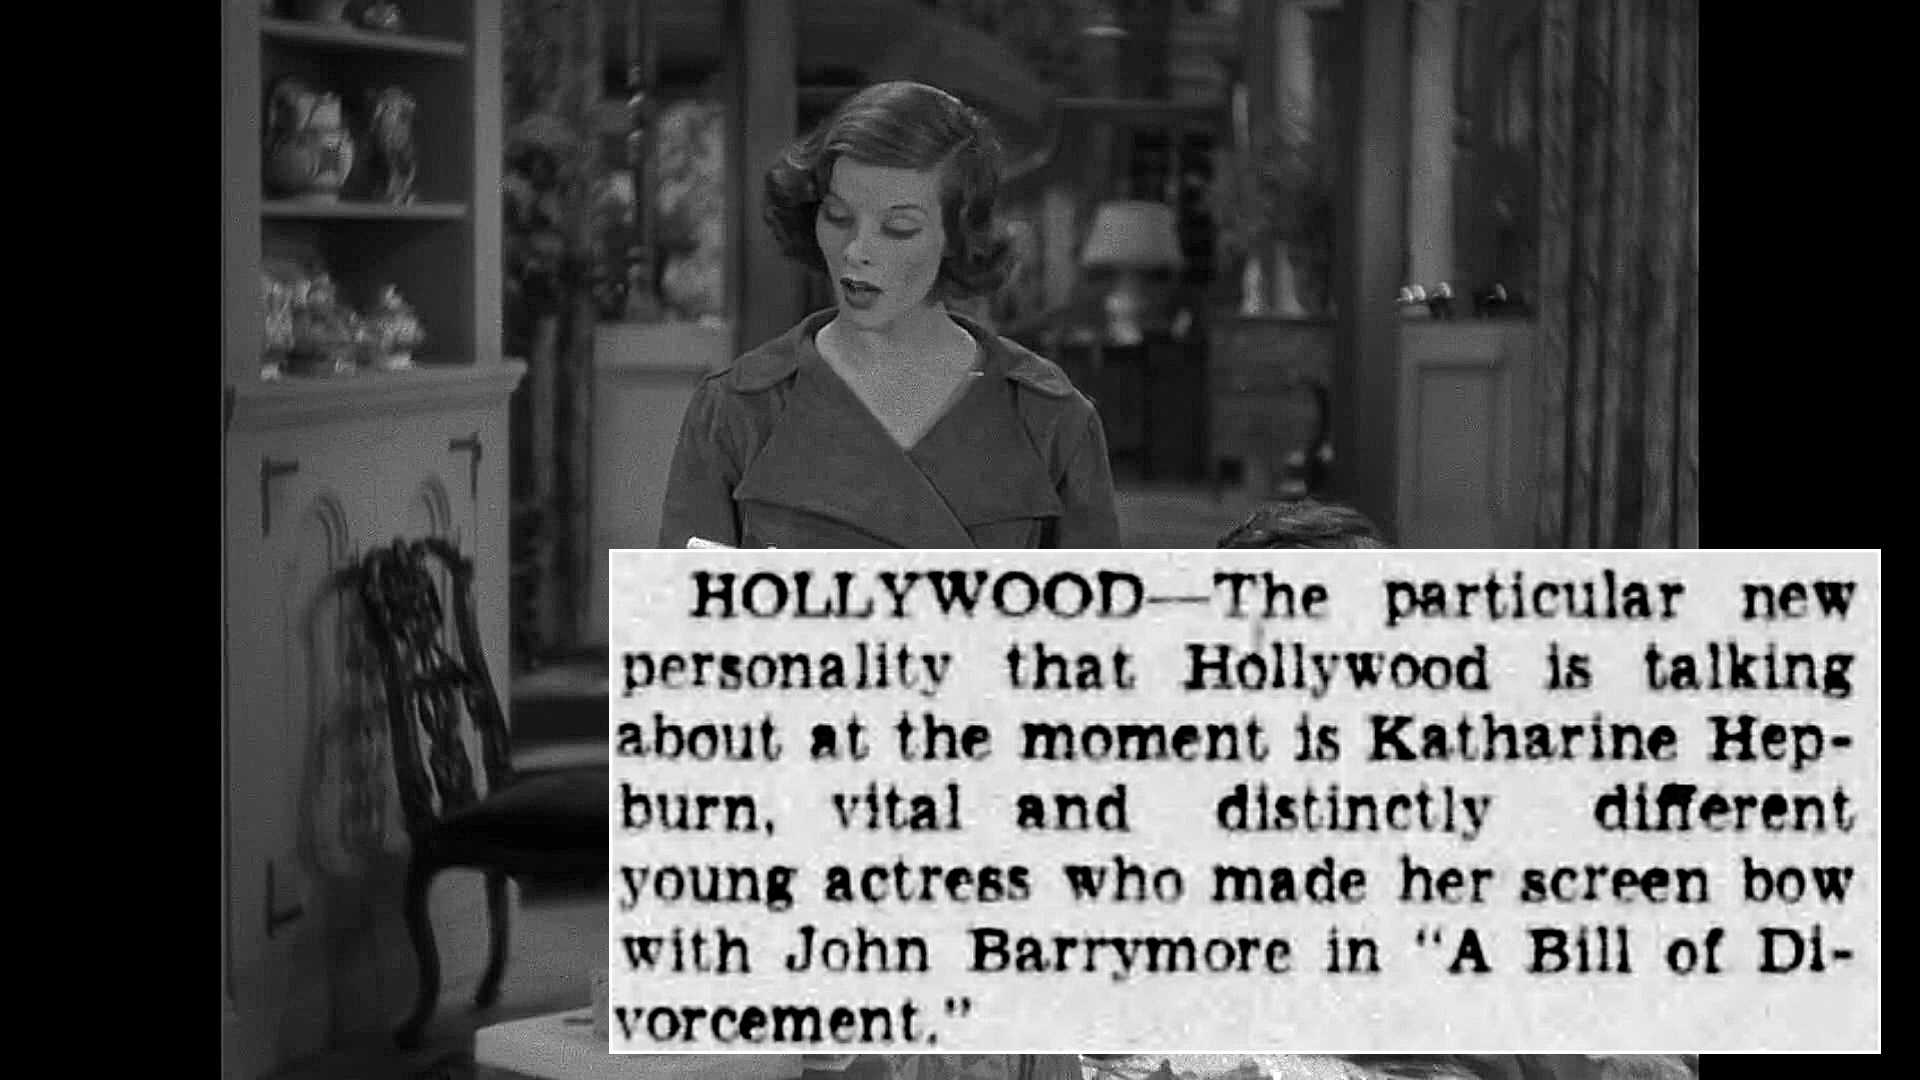 HOLLYWOOD—The particular new
personality that Hollywood is talking
about at the moment is Katharine Hep-
burn, vital and distinctly different
young actress who made her screen bow
with John Barrymore in "A Bill of Di-
vorcement."